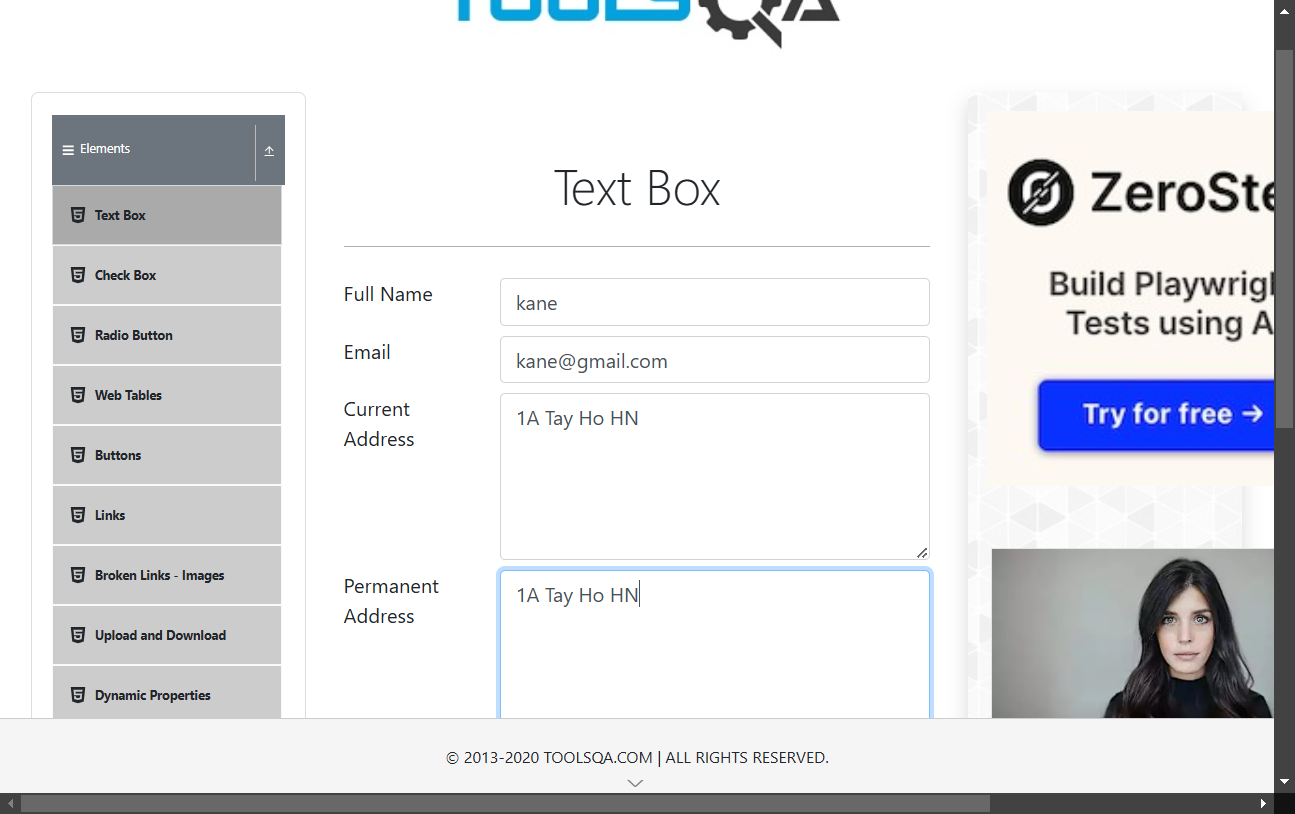 TOOLSQA
Elements
Text Box
Check Box
Radio Button
Web Tables
Buttons
Links
Broken Links - Images
Upload and Download
Dynamic Properties
Text Box
Full Name
kane
Email
kane@gmail.com
Current
Address
1A Tay Ho HN
Permanent
Address
1A Tay Ho HN
ZeroSte
Build Playwrigh
Tests using A
Try for free →
© 2013-2020 TOOLSQA.COM | ALL RIGHTS RESERVED.